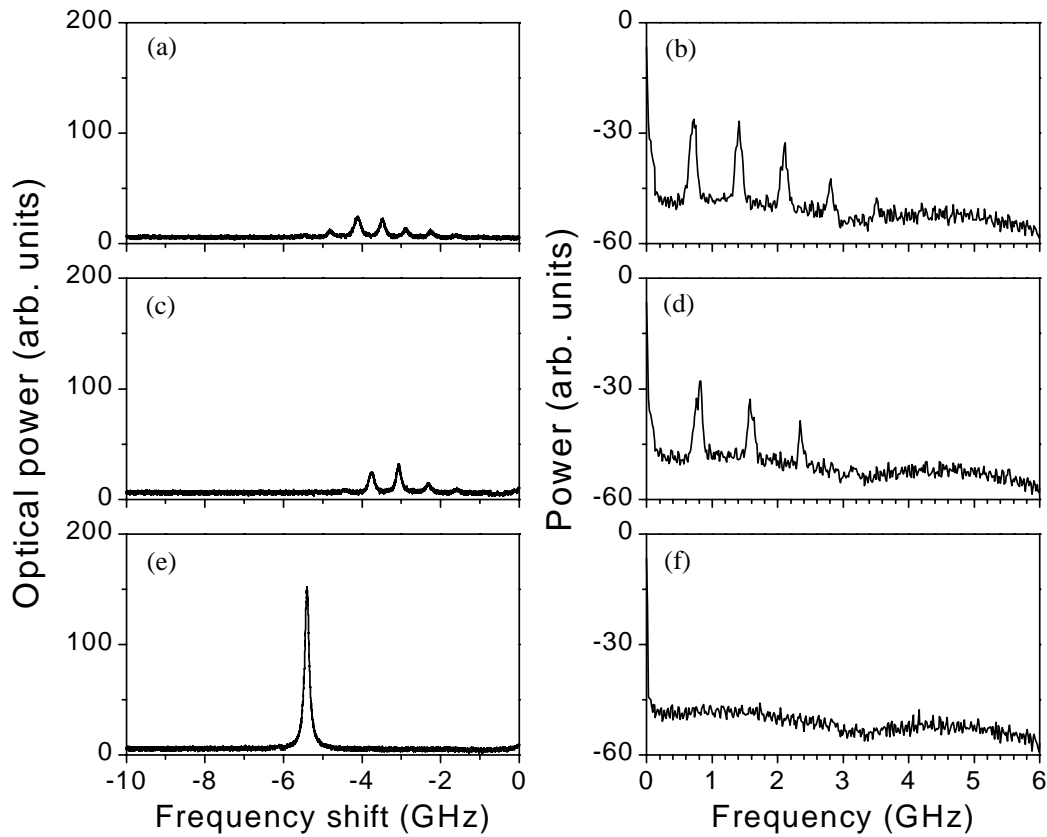 Optical power (arb. units)
200
100
0
(a)
Power (arb. units)
0
-30
-60
(b)
200
100
0
(c)
0
-30
-60
(d)
200
100
0
(e)
-10 -8 -6 -4 -2 0
Frequency shift (GHz)
0
-30
-60
(f)
0 1 2 3 4 5 6
Frequency (GHz)